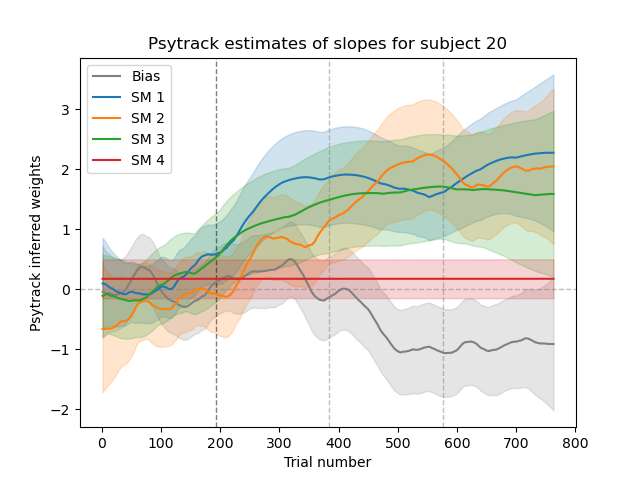 Psytrack estimates of slopes for subject 20
Bias
SM 1
SM 2
SM 3
SM 4
Psytrack inferred weights
3
2
1
0
−1
−2
0 100 200 300 400 500 600 700 800
Trial number